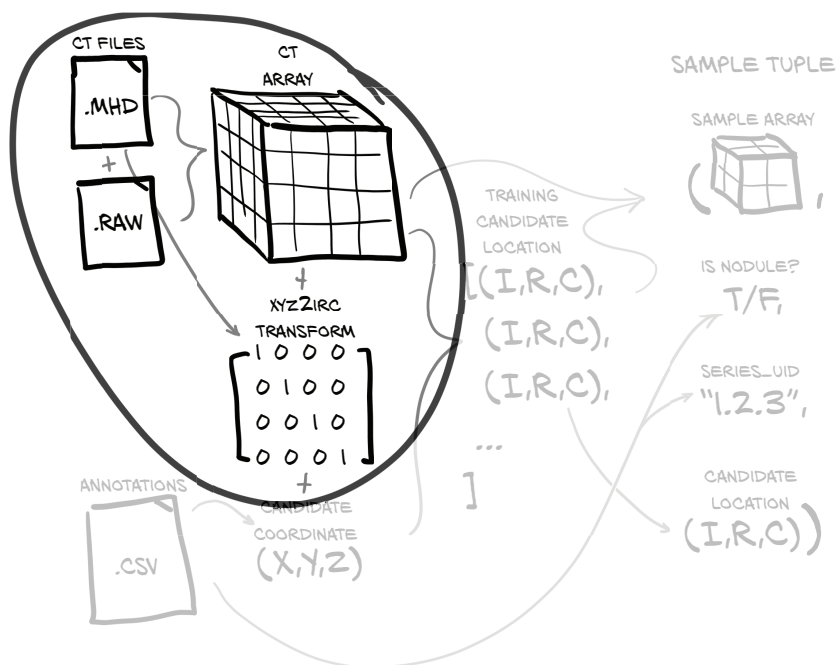 CT FILES
.MHD
+
.RAW
CT
ARRAY
+
XYZ2IRC
TRANSFORM
1 0 0 0
0 1 0 0
0 0 1 0
0 0 0 1
+
ANNOTATIONS
.CSV
CANDIDATE
COORDINATE
(X,Y,Z)
TRAINING
CANDIDATE
LOCATION
[(I,R,C),
(I,R,C),
(I,R,C),
...
]
SAMPLE TUPLE
SAMPLE ARRAY
( ,
IS NODULE?
T/F,
SERIES_UID
"1.2.3",
CANDIDATE
LOCATION
(I,R,C))